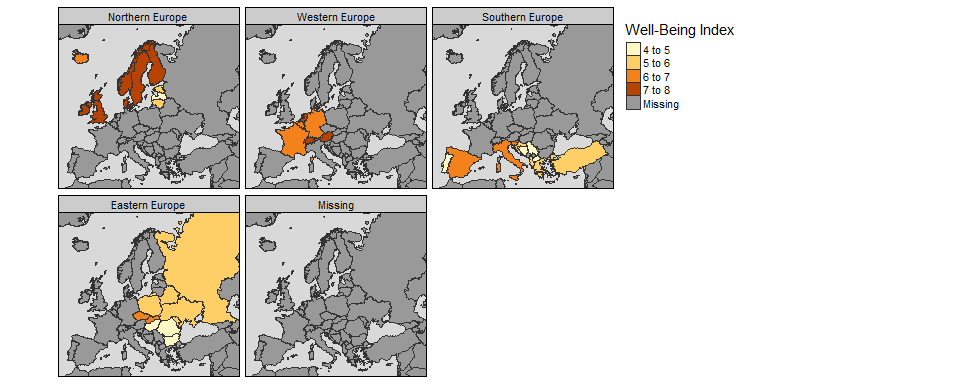 Northern Europe
Western Europe
Southern Europe
Well-Being Index
4 to 5
5 to 6
6 to 7
7 to 8
Missing
Eastern Europe
Missing